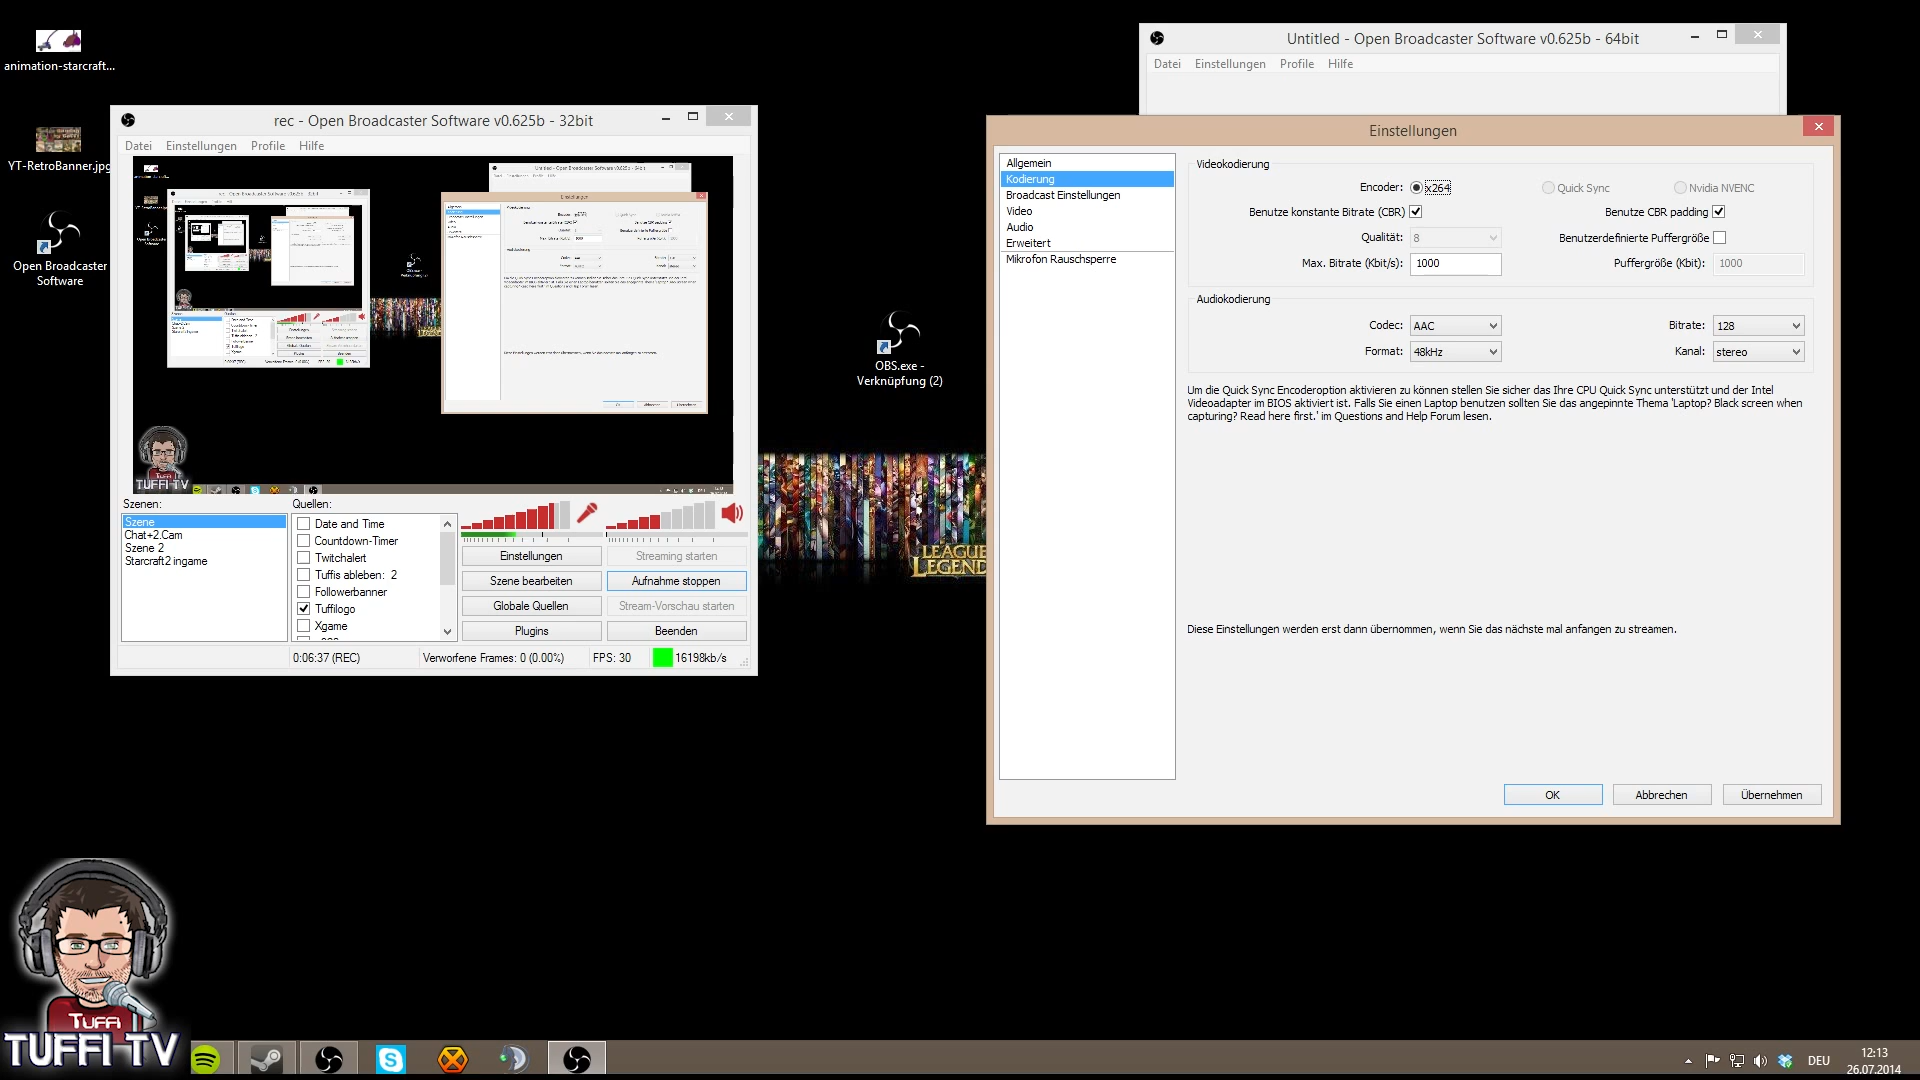 animation-starcraft...
YT-RetroBanner.jpg
Open Broadcaster
Software
rec - Open Broadcaster Software v0.625b - 32bit
Datei Einstellungen Profile Hilfe
TUFFI TV
Szenen:
Szene
Chat+2.Cam
Szene 2
Starcraft2 ingame
Quellen:
Date and Time
Countdown-Timer
Twitchalert
Tuffis ableben: 2
Followerbanner
Tuffilogo
Xgame
Einstellungen
Streaming starten
Szene bearbeiten
Aufnahme stoppen
Globale Quellen
Stream-Vorschau starten
Plugins
Beenden
0:06:37 (REC)
Verworfene Frames: 0 (0.00%)
FPS: 30
16198kb/s
OBS.exe -
Verknüpfung (2)
LEAGUE
LEGEND
Untitled - Open Broadcaster Software v0.625b - 64bit
Datei Einstellungen Profile Hilfe
Einstellungen
Allgemein
Kodierung
Broadcast Einstellungen
Video
Audio
Erweitert
Mikrofon Rauschsperre
Videokodierung
Encoder: x264 Quick Sync Nvidia NVENC
Benutze konstante Bitrate (CBR) Benutze CBR padding
Qualität: 8 Benutzerdefinierte Puffergröße
Max. Bitrate (Kbit/s): 1000 Puffergröße (Kbit): 1000
Audiokodierung
Codec: AAC Bitrate: 128
Format: 48kHz Kanal: stereo
Um die Quick Sync Encoderoption aktivieren zu können stellen Sie sicher das Ihre CPU Quick Sync unterstützt und der Intel
Videoadapter im BIOS aktiviert ist. Falls Sie einen Laptop benutzen sollten Sie das angepinnte Thema 'Laptop? Black screen when
capturing? Read here first.' im Questions and Help Forum lesen.
Diese Einstellungen werden erst dann übernommen, wenn Sie das nächste mal anfangen zu streamen.
OK
Abbrechen
Übernehmen
TUFFI
TUFFI TV
DEU
12:13
26.07.2014